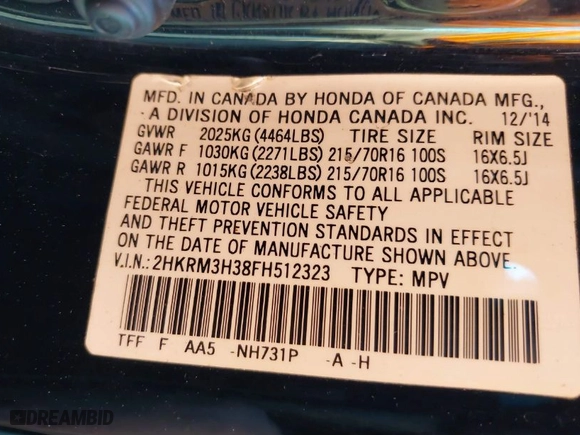 MFD. IN CANADA BY HONDA OF CANADA MFG.,
A DIVISION OF HONDA CANADA INC. 12/'14
GVWR 2025KG (4464LBS) TIRE SIZE RIM SIZE
GAWR F 1030KG (2271LBS) 215/70R16 100S 16X6.5J
GAWR R 1015KG (2238LBS) 215/70R16 100S 16X6.5J
THIS VEHICLE CONFORMS TO ALL APPLICABLE
FEDERAL MOTOR VEHICLE SAFETY
AND THEFT PREVENTION STANDARDS IN EFFECT
ON THE DATE OF MANUFACTURE SHOWN ABOVE.
V.I.N.: 2HKRM3H38FH512323 TYPE: MPV
TFF F AA5 -NH731P -A -H
DREAMBID